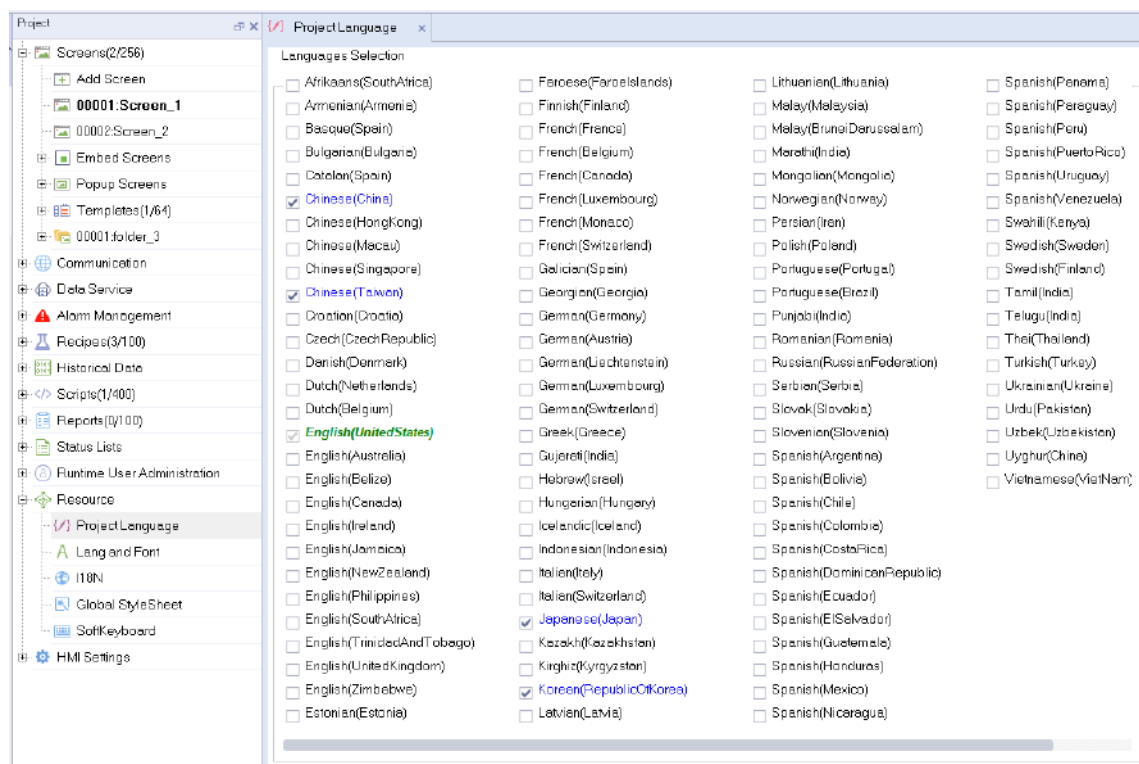 Project
Screens(2/256)
Add Screen
00001:Screen_1
00002:Screen_2
Embed Screens
Popup Screens
Templates(1/64)
00001:folder_3
Communication
Data Service
Alarm Management
Recipes(3/100)
Historical Data
Scripts(1/400)
Reports(0/100)
Status Lists
Runtime User Administration
Resource
Project Language
Lang and Font
I18N
Global StyleSheet
SoftKeyboard
HMI Settings
Project Language
Languages Selection
Afrikaans(SouthAfrica)
Armenian(Armenia)
Basque(Spain)
Bulgarian(Bulgaria)
Catalan(Spain)
Chinese(China)
Chinese(HongKong)
Chinese(Macau)
Chinese(Singapore)
Chinese(Taiwan)
Croatian(Croatia)
Czech(CzechRepublic)
Danish(Denmark)
Dutch(Netherlands)
Dutch(Belgium)
English(UnitedStates)
English(Australia)
English(Belize)
English(Canada)
English(Ireland)
English(Jamaica)
English(NewZealand)
English(Philippines)
English(SouthAfrica)
English(TrinidadAndTobago)
English(UnitedKingdom)
English(Zimbabwe)
Estonian(Estonia)
Faroese(FaroeIslands)
Finnish(Finland)
French(France)
French(Belgium)
French(Canada)
French(Luxembourg)
French(Monaco)
French(Switzerland)
Galician(Spain)
Georgian(Georgia)
German(Germany)
German(Austria)
German(Liechtenstein)
German(Luxembourg)
German(Switzerland)
Greek(Greece)
Gujarati(India)
Hebrew(Israel)
Hungarian(Hungary)
Icelandic(Iceland)
Indonesian(Indonesia)
Italian(Italy)
Italian(Switzerland)
Japanese(Japan)
Kazakh(Kazakhstan)
Kirghiz(Kyrgyzstan)
Korean(RepublicOfKorea)
Latvian(Latvia)
Lithuanian(Lithuania)
Malay(Malaysia)
Malay(BruneiDarussalam)
Marathi(India)
Mongolian(Mongolia)
Norwegian(Norway)
Persian(Iran)
Polish(Poland)
Portuguese(Portugal)
Portuguese(Brazil)
Punjabi(India)
Romanian(Romania)
Russian(RussianFederation)
Serbian(Serbia)
Slovak(Slovakia)
Slovenian(Slovenia)
Spanish(Argentina)
Spanish(Bolivia)
Spanish(Chile)
Spanish(Colombia)
Spanish(CostaRica)
Spanish(DominicanRepublic)
Spanish(Ecuador)
Spanish(ElSalvador)
Spanish(Guatemala)
Spanish(Honduras)
Spanish(Mexico)
Spanish(Nicaragua)
Spanish(Panama)
Spanish(Paraguay)
Spanish(Peru)
Spanish(PuertoRico)
Spanish(Uruguay)
Spanish(Venezuela)
Swahili(Kenya)
Swedish(Sweden)
Swedish(Finland)
Tamil(India)
Telugu(India)
Thai(Thailand)
Turkish(Turkey)
Ukrainian(Ukraine)
Urdu(Pakistan)
Uzbek(Uzbekistan)
Uyghur(China)
Vietnamese(VietNam)